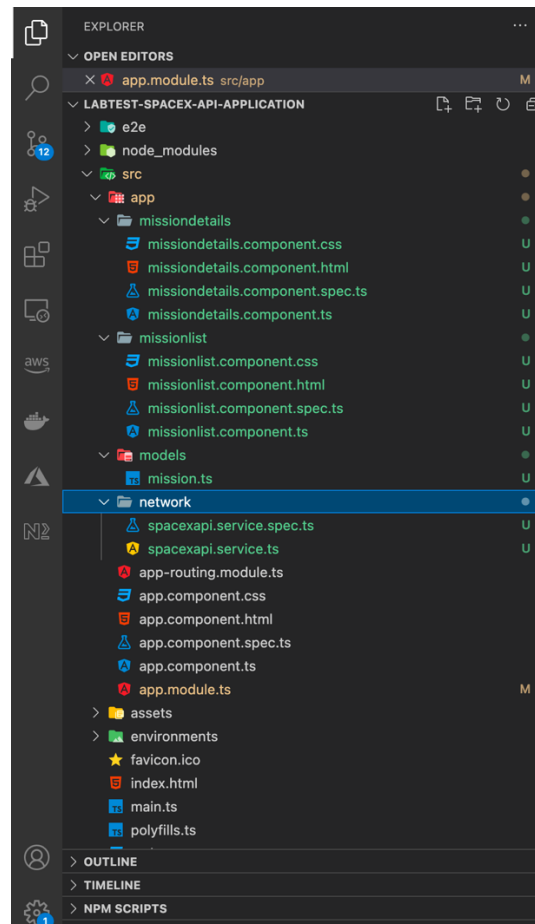 EXPLORER ...
OPEN EDITORS
app.module.ts src/app M
LABTEST-SPACEX-API-APPLICATION
e2e
12
node_modules
src
app
missiondetails
missiondetails.component.css U
missiondetails.component.html U
missiondetails.component.spec.ts U
missiondetails.component.ts U
missionlist
aws
missionlist.component.css U
missionlist.component.html U
missionlist.component.spec.ts U
missionlist.component.ts U
models
TS mission.ts U
network
spacexapi.service.spec.ts U
spacexapi.service.ts U
app-routing.module.ts
app.component.css
app.component.html
app.component.spec.ts
app.component.ts
app.module.ts M
assets
environments
favicon.ico
index.html
TS main.ts
TS polyfills.ts
OUTLINE
TIMELINE
NPM SCRIPTS
1